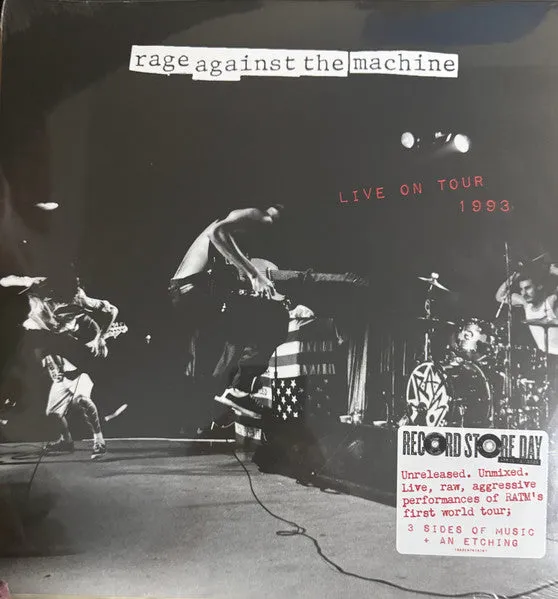 rage against the machine
LIVE ON TOUR
1993
RECORD STORE DAY
Unreleased. Unmixed.
Live, raw, aggressive
performances of RATM's
first world tour;
3 SIDES OF MUSIC
+ AN ETCHING